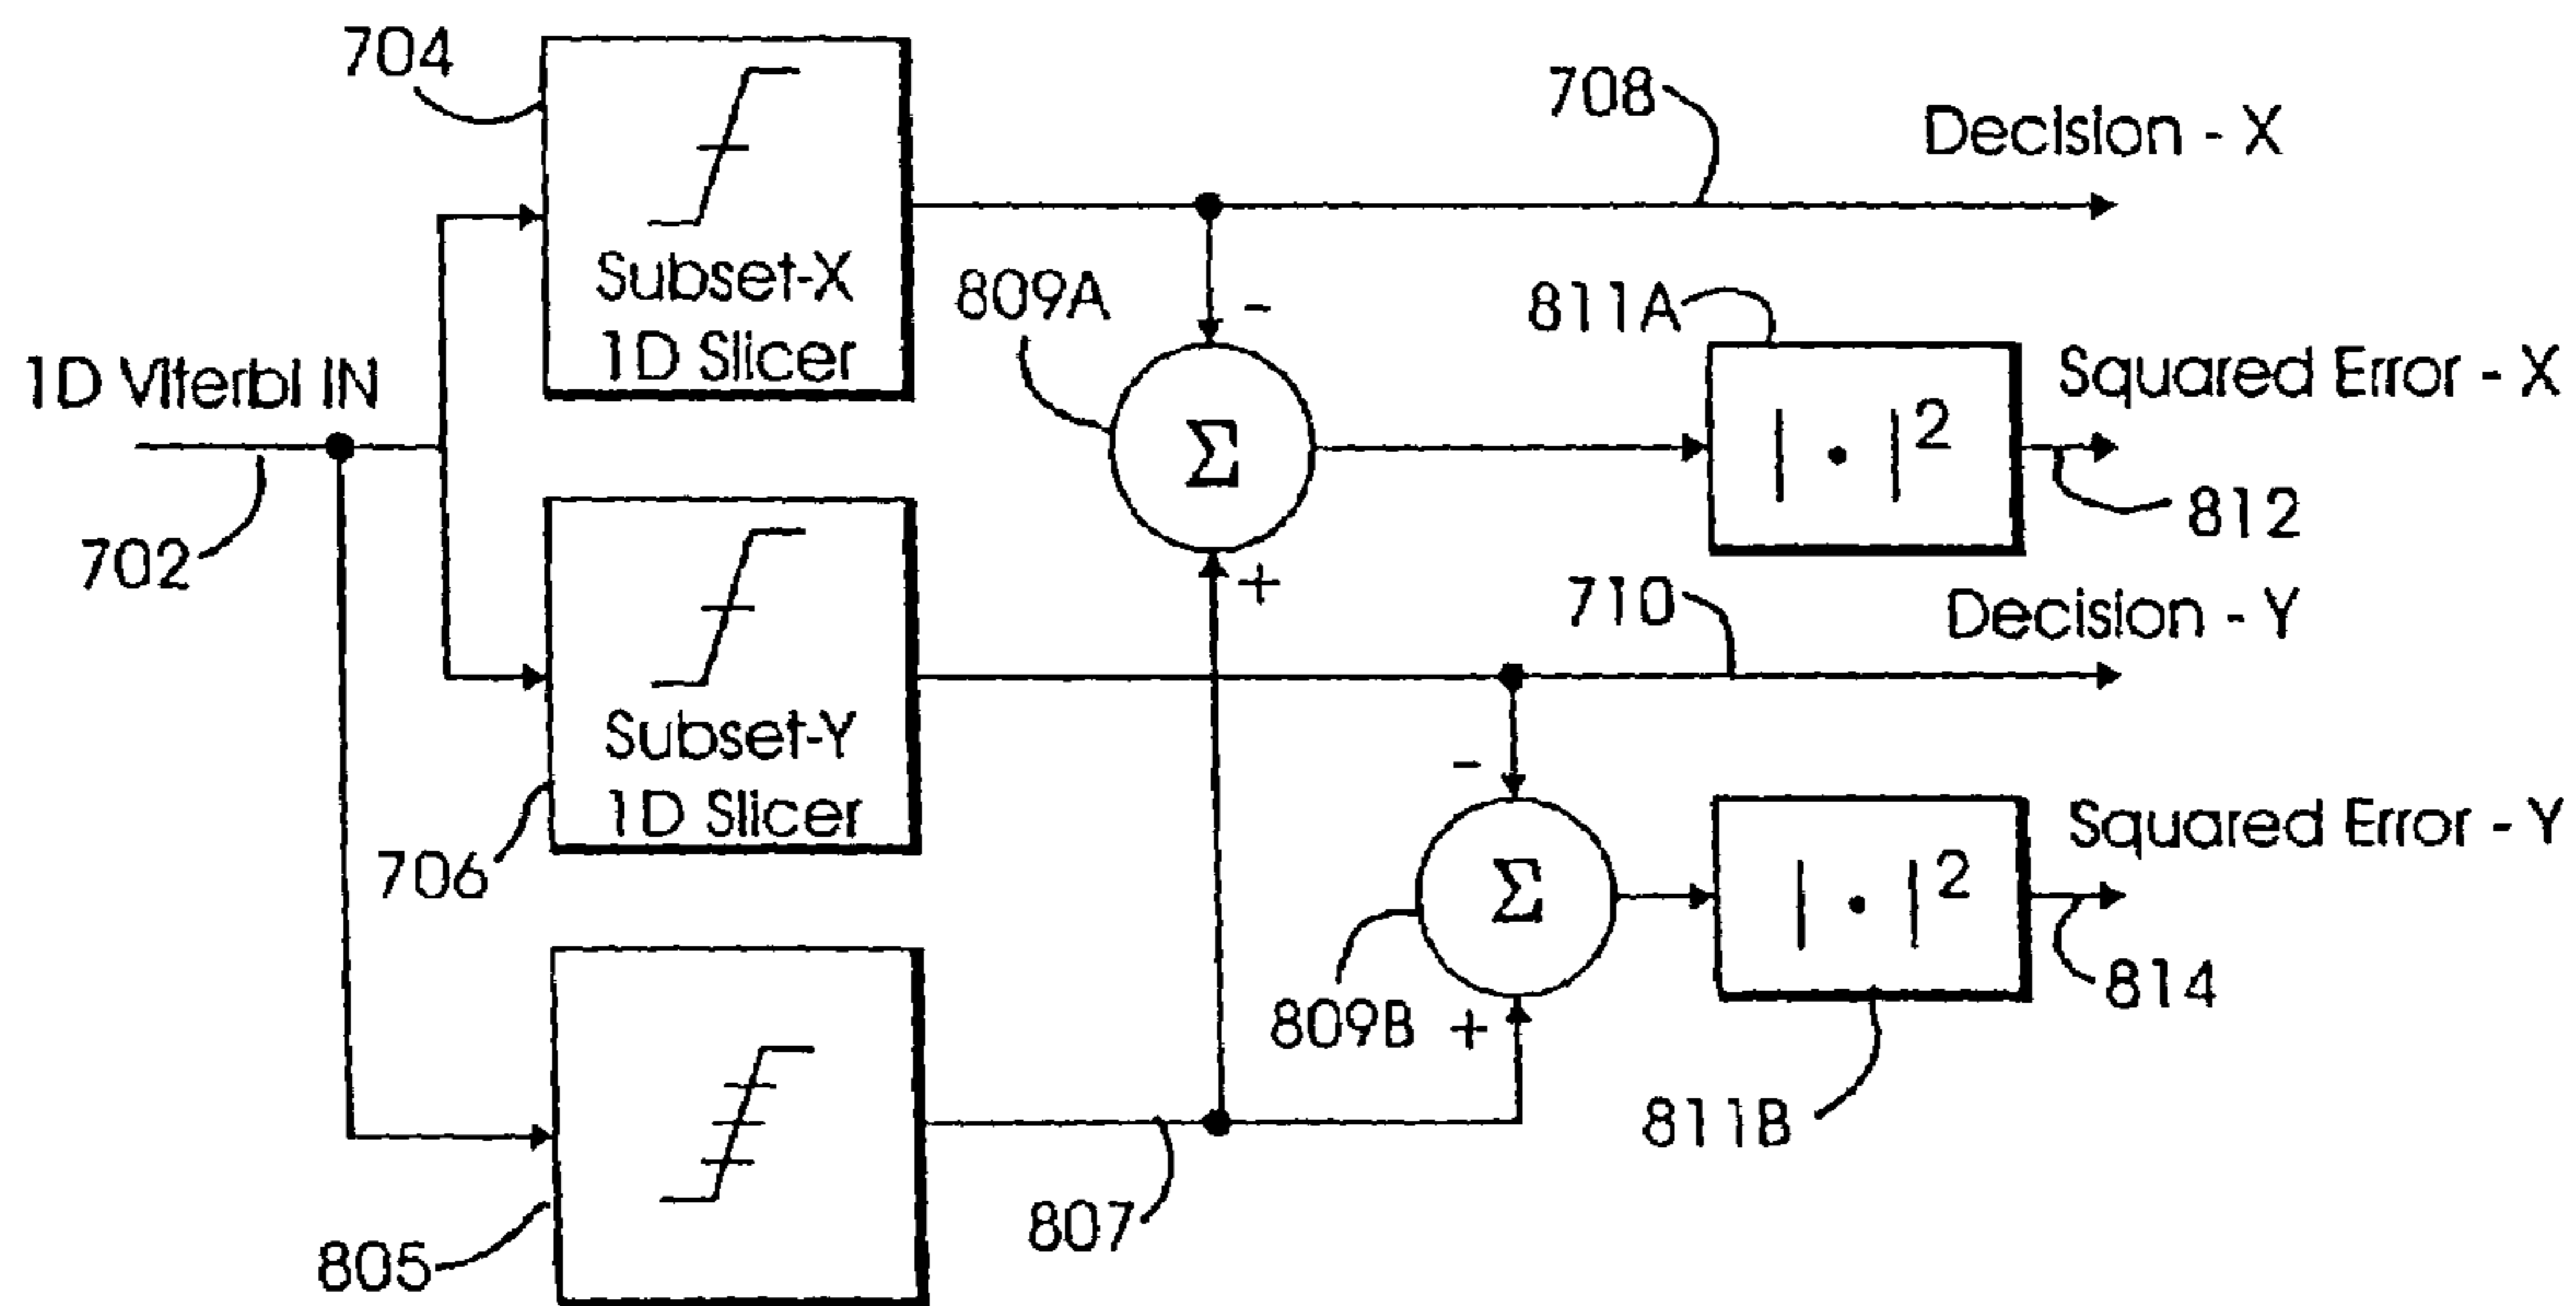 704
708
Decision - X
Subset-X
1D Slicer
809A
-
811A
1D Viterbi IN
Σ
| • |2
Squared Error - X
702
812
+
710
Decision - Y
Subset-Y
1D Slicer
706
-
Σ
| • |2
Squared Error - Y
809B
+
814
811B
807
805